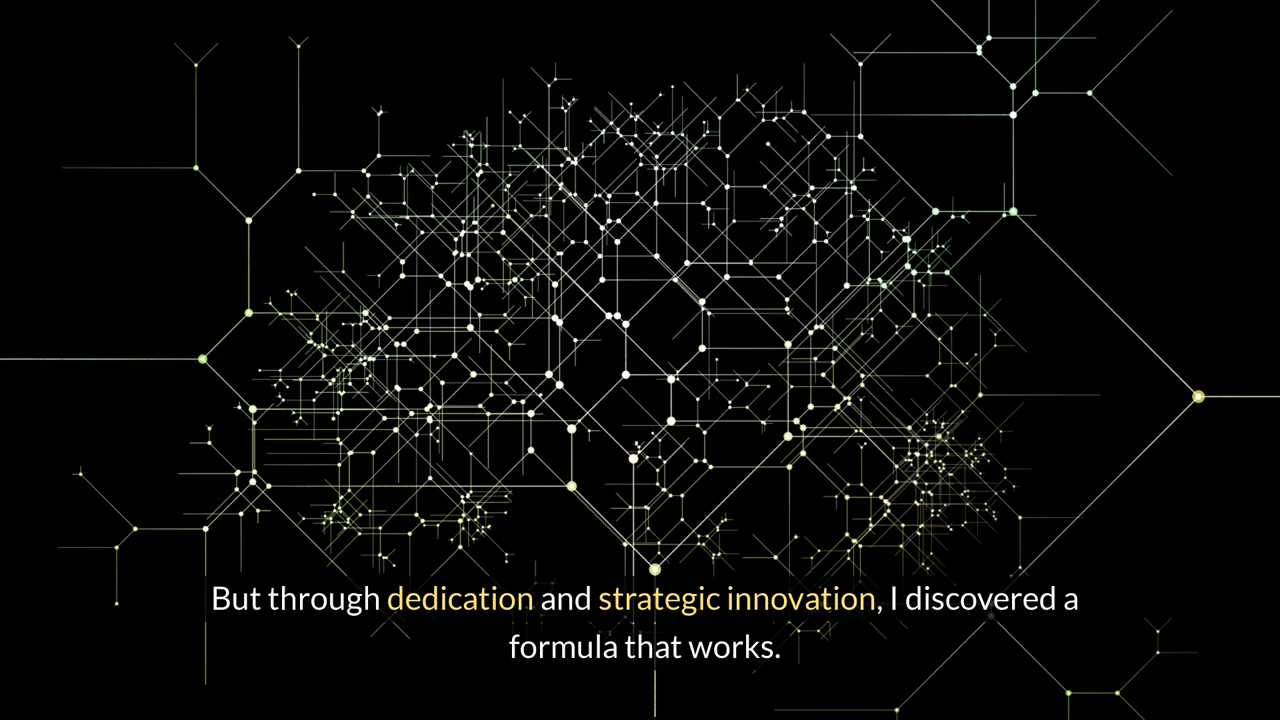 But through dedication and strategic innovation, I discovered a
formula that works.